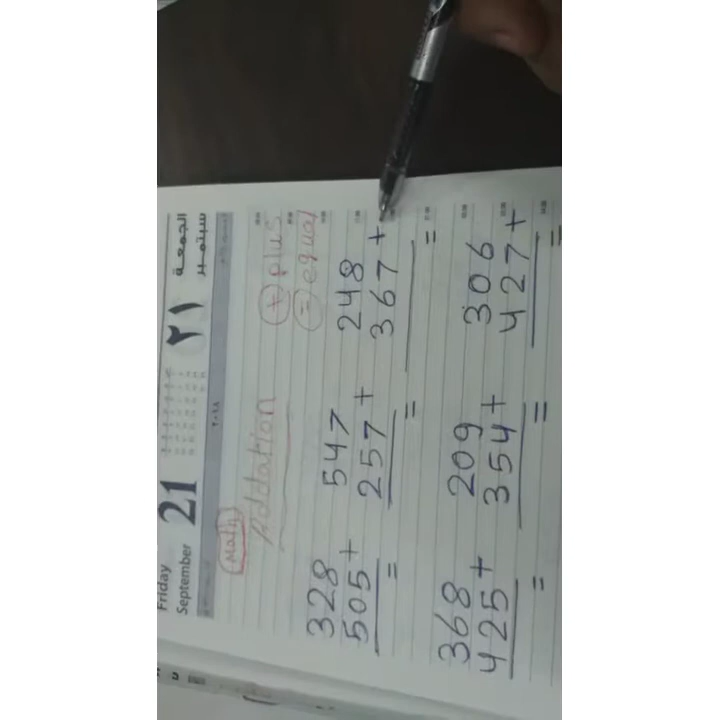 Friday
September
21
٢١
الجمعة
سبتمبر
٢٠١٨
Math
Addation
+ plus
= equal
328 547 248
505+ 257+ 367+
= = =
368 209 306
425+ 354+ 427+
= = =